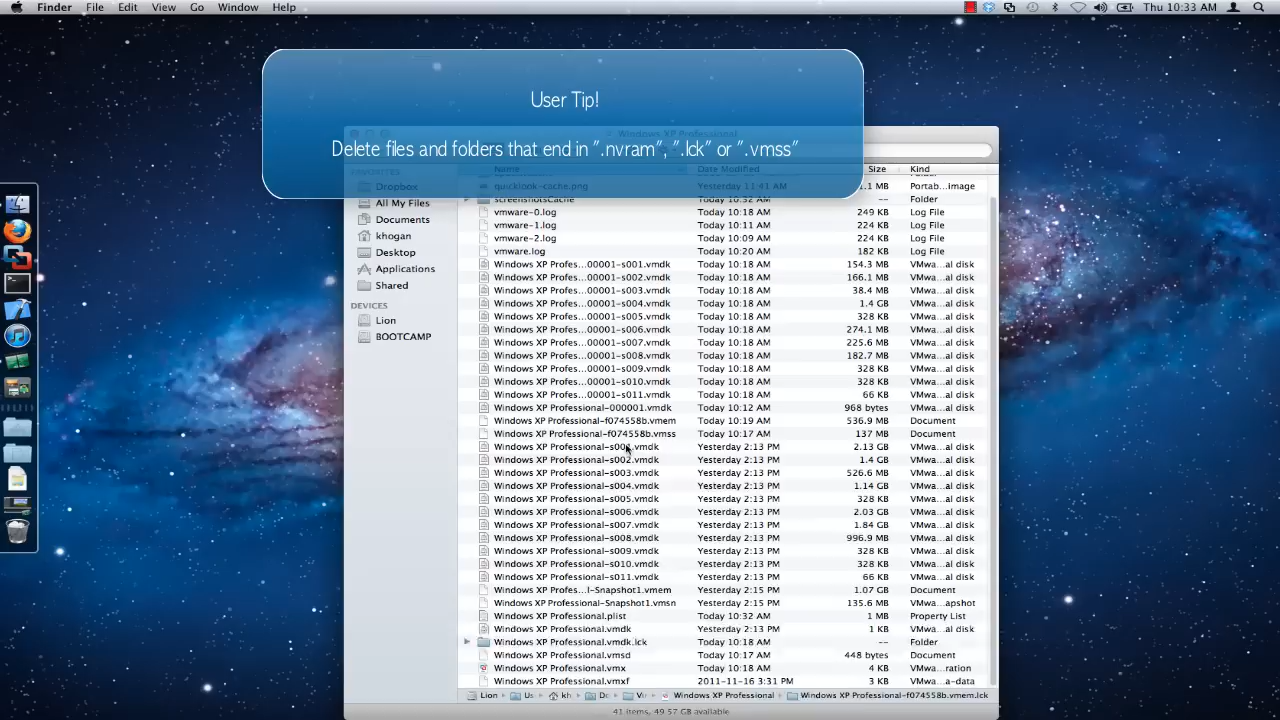 Finder File Edit View Go Window Help Thu 10:33 AM
User Tip!
Windows XP Professional
Delete files and folders that end in ".nvram", ".lck" or ".vmss"
FAVORITES Name Date Modified Size Kind
Dropbox
All My Files
Documents
khogan
Desktop
Applications
Shared
DEVICES
Lion
BOOTCAMP
quicklook-cache.png Yesterday 11:41 AM Portab...image
screenshotsCache Today 10:32 AM -- Folder
vmware-0.log Today 10:18 AM 249 KB Log File
vmware-1.log Today 10:11 AM 224 KB Log File
vmware-2.log Today 10:09 AM 224 KB Log File
vmware.log Today 10:20 AM 182 KB Log File
Windows XP Profes...00001-s001.vmdk Today 10:18 AM 154.3 MB VMwa...al disk
Windows XP Profes...00001-s002.vmdk Today 10:18 AM 166.1 MB VMwa...al disk
Windows XP Profes...00001-s003.vmdk Today 10:18 AM 38.4 MB VMwa...al disk
Windows XP Profes...00001-s004.vmdk Today 10:18 AM 1.4 GB VMwa...al disk
Windows XP Profes...00001-s005.vmdk Today 10:18 AM 328 KB VMwa...al disk
Windows XP Profes...00001-s006.vmdk Today 10:18 AM 274.1 MB VMwa...al disk
Windows XP Profes...00001-s007.vmdk Today 10:18 AM 225.6 MB VMwa...al disk
Windows XP Profes...00001-s008.vmdk Today 10:18 AM 182.7 MB VMwa...al disk
Windows XP Profes...00001-s009.vmdk Today 10:18 AM 328 KB VMwa...al disk
Windows XP Profes...00001-s010.vmdk Today 10:18 AM 328 KB VMwa...al disk
Windows XP Profes...00001-s011.vmdk Today 10:18 AM 66 KB VMwa...al disk
Windows XP Professional-000001.vmdk Today 10:12 AM 968 bytes VMwa...al disk
Windows XP Professional-f074558b.vmem Today 10:19 AM 536.9 MB Document
Windows XP Professional-f074558b.vmss Today 10:17 AM 137 MB Document
Windows XP Professional-s001.vmdk Yesterday 2:13 PM 2.13 GB VMwa...al disk
Windows XP Professional-s002.vmdk Yesterday 2:13 PM 1.4 GB VMwa...al disk
Windows XP Professional-s003.vmdk Yesterday 2:13 PM 526.6 MB VMwa...al disk
Windows XP Professional-s004.vmdk Yesterday 2:13 PM 1.14 GB VMwa...al disk
Windows XP Professional-s005.vmdk Yesterday 2:13 PM 328 KB VMwa...al disk
Windows XP Professional-s006.vmdk Yesterday 2:13 PM 2.03 GB VMwa...al disk
Windows XP Professional-s007.vmdk Yesterday 2:13 PM 1.84 GB VMwa...al disk
Windows XP Professional-s008.vmdk Yesterday 2:13 PM 996.9 MB VMwa...al disk
Windows XP Professional-s009.vmdk Yesterday 2:13 PM 328 KB VMwa...al disk
Windows XP Professional-s010.vmdk Yesterday 2:13 PM 328 KB VMwa...al disk
Windows XP Professional-s011.vmdk Yesterday 2:13 PM 66 KB VMwa...al disk
Windows XP Profes...l-Snapshot1.vmem Yesterday 2:15 PM 1.07 GB Document
Windows XP Professional-Snapshot1.vmsn Yesterday 2:15 PM 135.6 MB VMwa...apshot
Windows XP Professional.plist Today 10:32 AM 1 MB Property List
Windows XP Professional.vmdk Yesterday 2:13 PM 1 KB VMwa...al disk
Windows XP Professional.vmdk.lck Today 10:18 AM -- Folder
Windows XP Professional.vmsd Today 10:17 AM 448 bytes Document
Windows XP Professional.vmx Today 10:18 AM 4 KB VMwa...ration
Windows XP Professional.vmxf 2011-11-16 3:31 PM 3 KB VMwa...a-data
Lion Us kh Dc Vir Windows XP Professional Windows XP Professional-f074558b.vmem.lck
41 items, 49.57 GB available